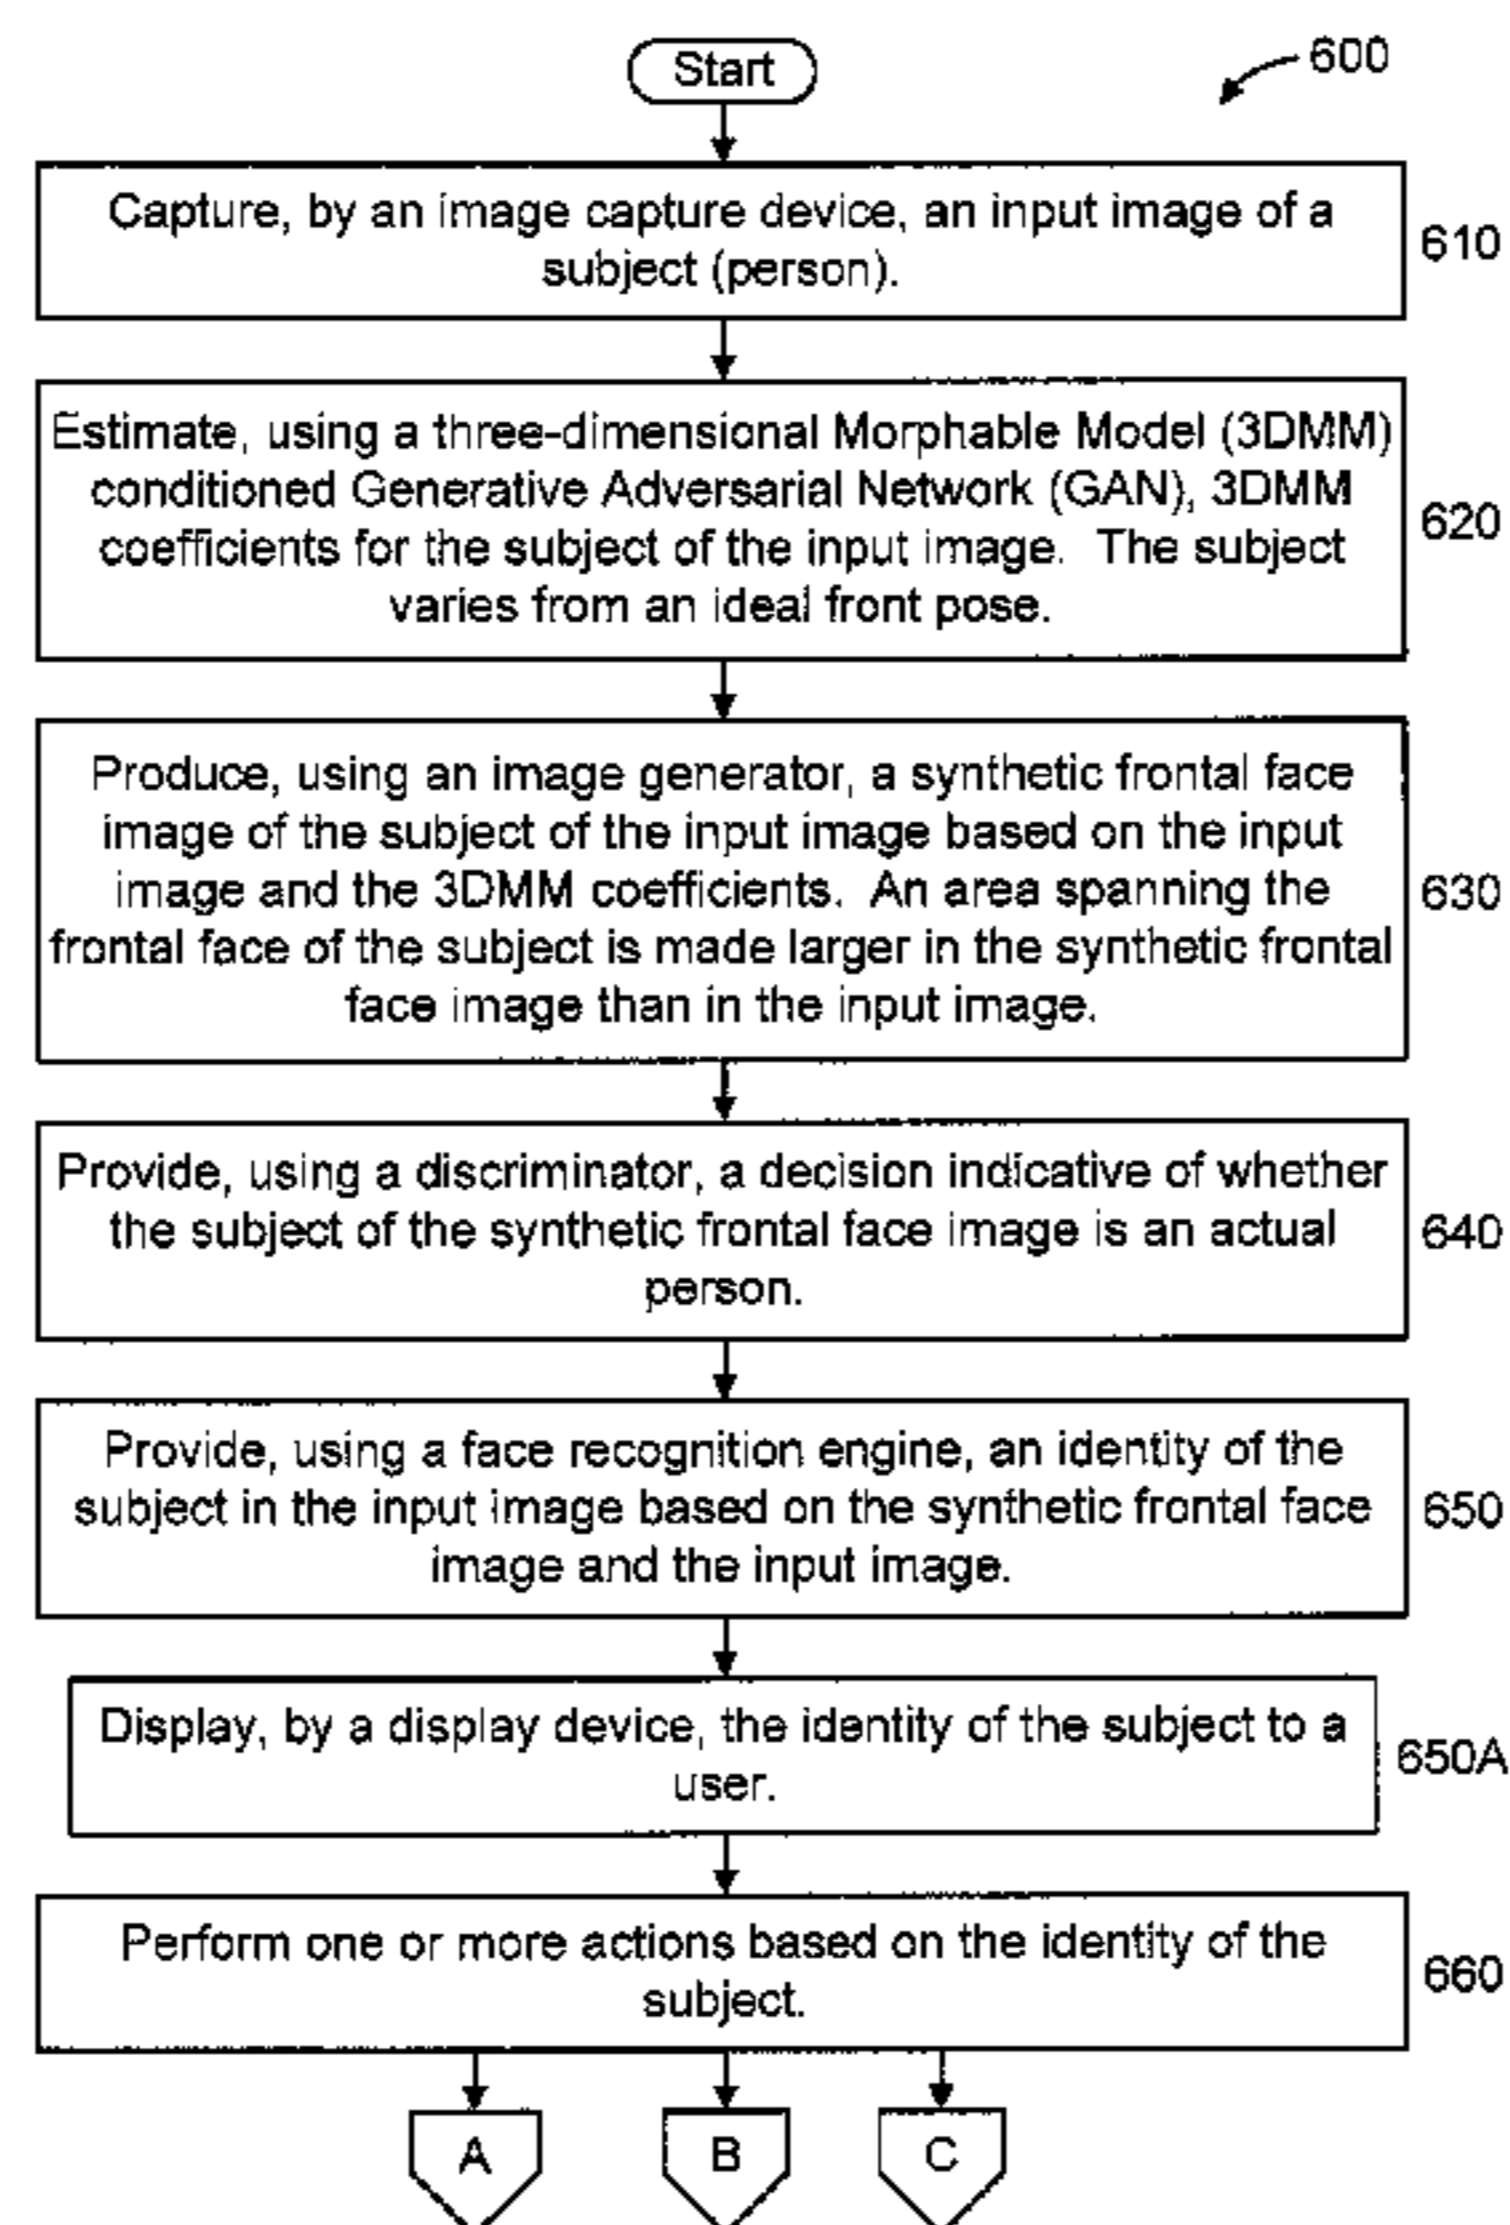 Start
600
Capture, by an image capture device, an input image of a
subject (person).
610
Estimate, using a three-dimensional Morphable Model (3DMM)
conditioned Generative Adversarial Network (GAN), 3DMM
coefficients for the subject of the input image. The subject
varies from an ideal front pose.
620
Produce, using an image generator, a synthetic frontal face
image of the subject of the input image based on the input
image and the 3DMM coefficients. An area spanning the
frontal face of the subject is made larger in the synthetic frontal
face image than in the input image.
630
Provide, using a discriminator, a decision indicative of whether
the subject of the synthetic frontal face image is an actual
person.
640
Provide, using a face recognition engine, an identity of the
subject in the input image based on the synthetic frontal face
image and the input image.
650
Display, by a display device, the identity of the subject to a
user.
650A
Perform one or more actions based on the identity of the
subject.
660
A
B
C